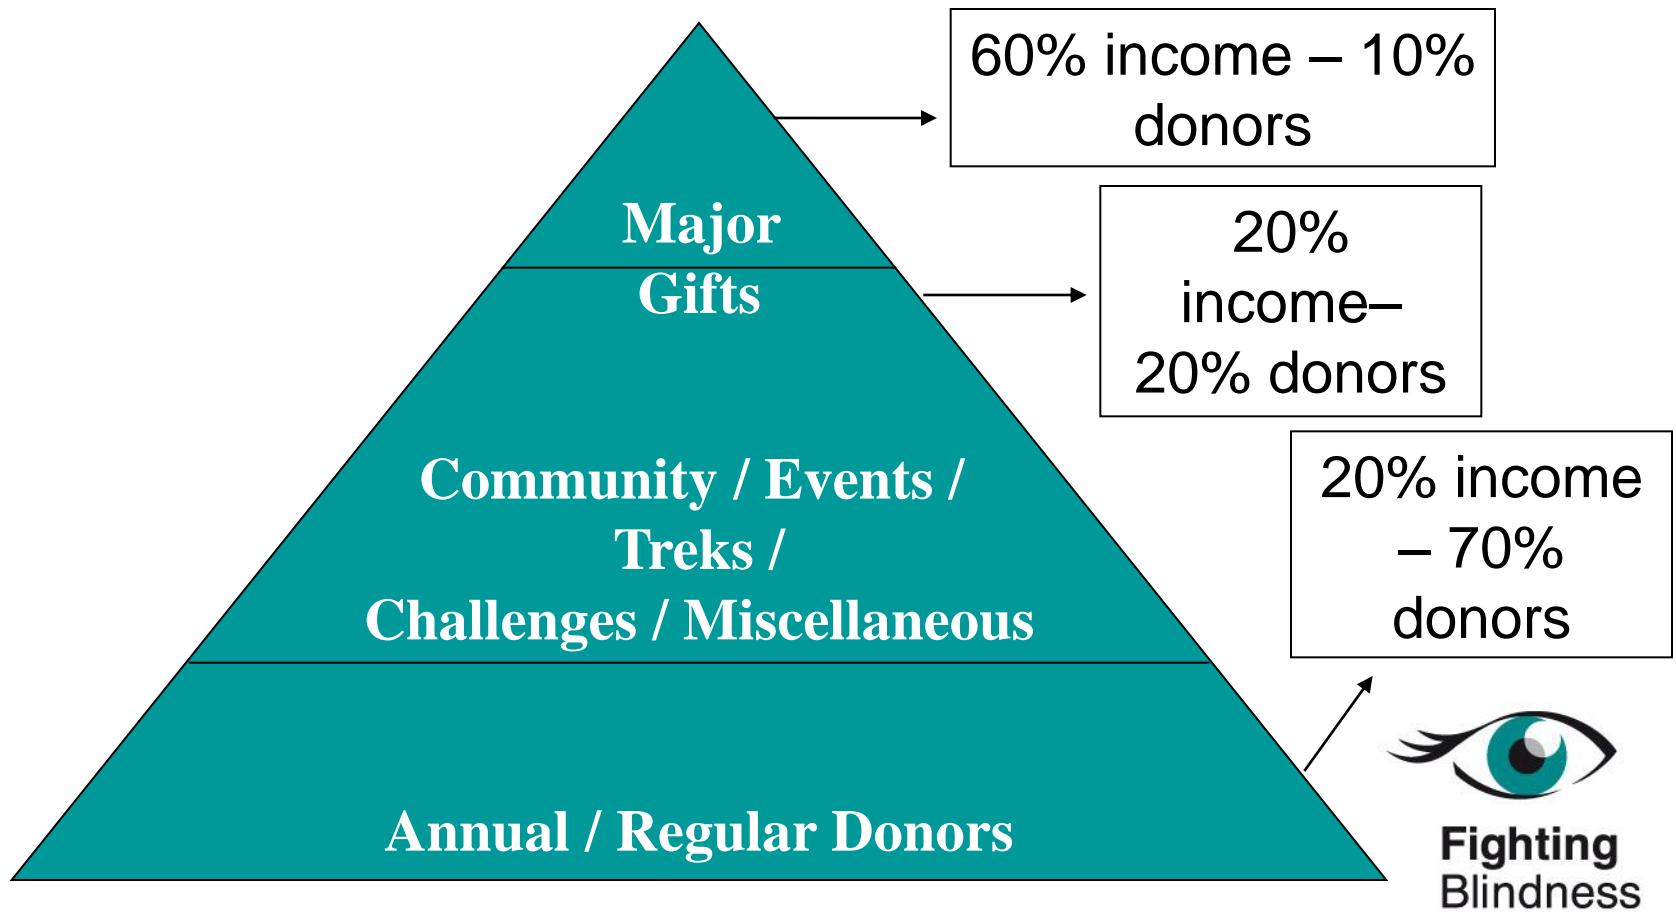 60% income – 10%
donors
Major
Gifts
20%
income–
20% donors
Community / Events /
Treks /
Challenges / Miscellaneous
20% income
– 70%
donors
Annual / Regular Donors
Fighting
Blindness